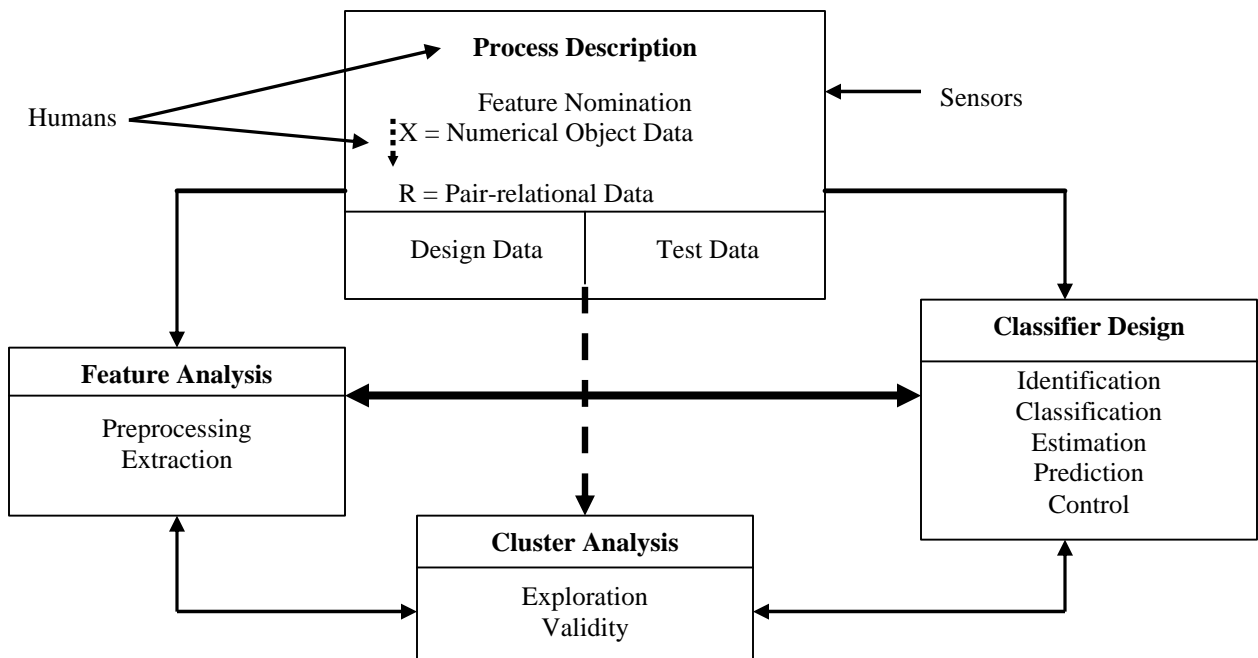 Process Description
Feature Nomination
Humans
Sensors
X = Numerical Object Data
R = Pair-relational Data
Design Data
Test Data
Classifier Design
Feature Analysis
Identification
Classification
Estimation
Prediction
Control
Preprocessing
Extraction
Cluster Analysis
Exploration
Validity